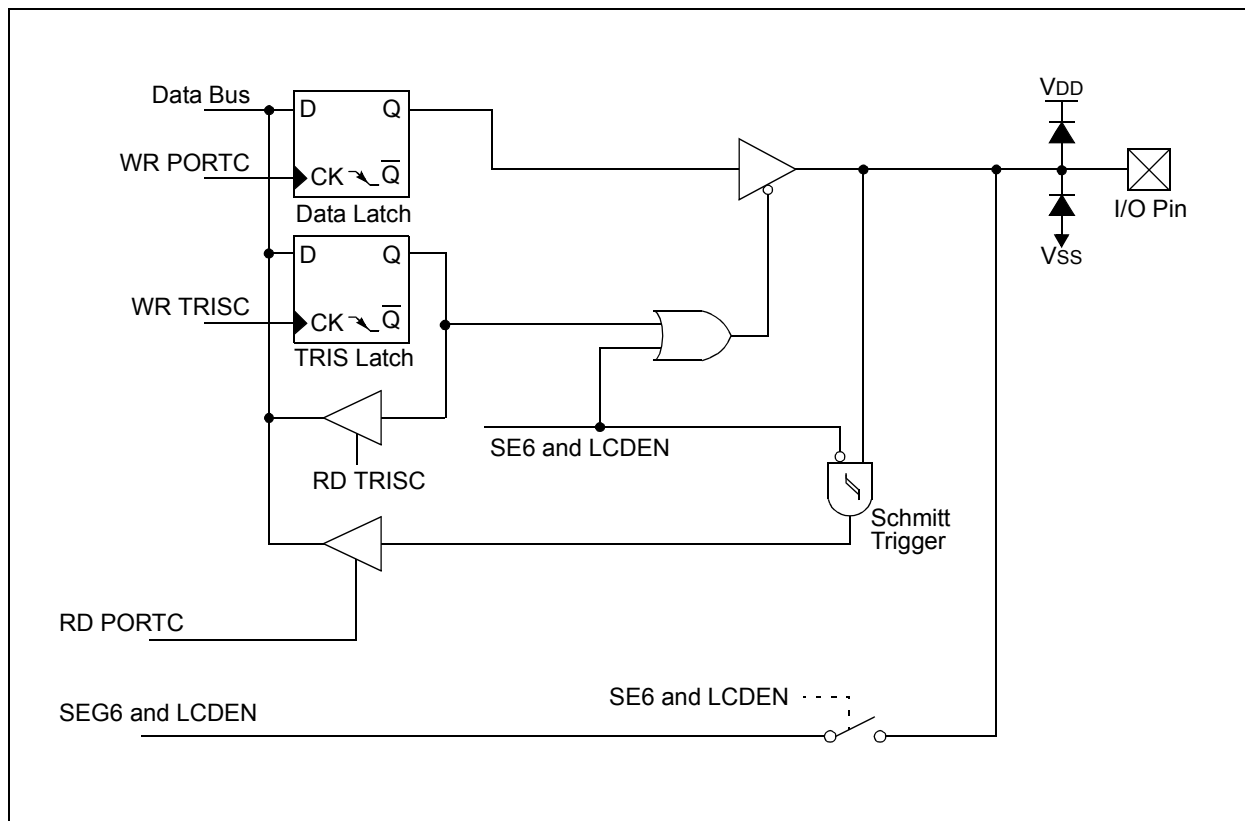 Data Bus
D Q
VDD
WR PORTC
CK Q̅
Data Latch
I/O Pin
D Q
VSS
WR TRISC
CK Q̅
TRIS Latch
SE6 and LCDEN
RD TRISC
Schmitt
Trigger
RD PORTC
SE6 and LCDEN
SEG6 and LCDEN